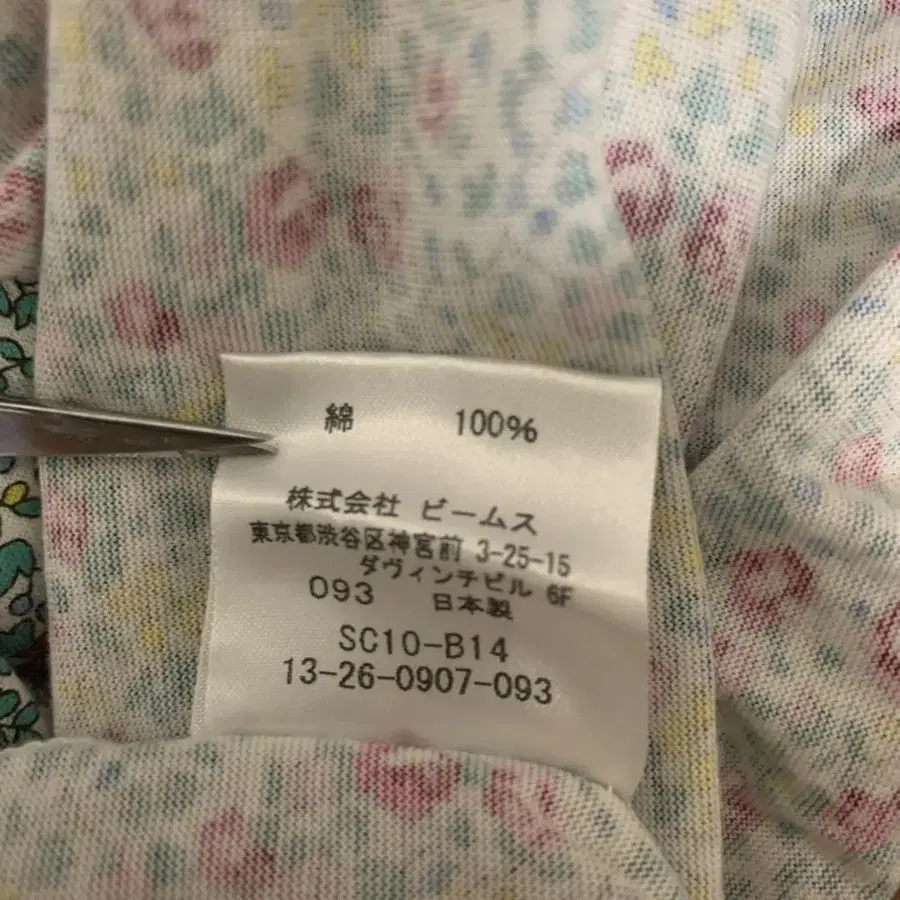 綿 100%
株式会社 ビームス
東京都渋谷区神宮前 3-25-15
ダヴィンチビル 6F
093 日本製
SC10-B14
13-26-0907-093